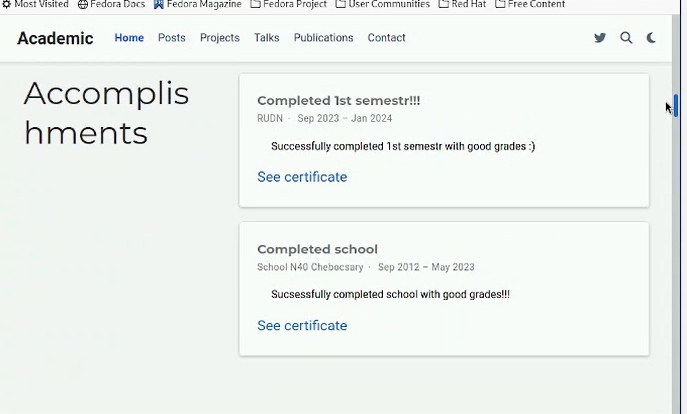 Most Visited Fedora Docs Fedora Magazine Fedora Project User Communities Red Hat Free Content
Academic Home Posts Projects Talks Publications Contact
Accomplis
hments
Completed 1st semestr!!!
RUDN · Sep 2023 – Jan 2024
Successfully completed 1st semestr with good grades :)
See certificate
Completed school
School N40 Chebocsary · Sep 2012 – May 2023
Sucsessfully completed school with good grades!!!
See certificate